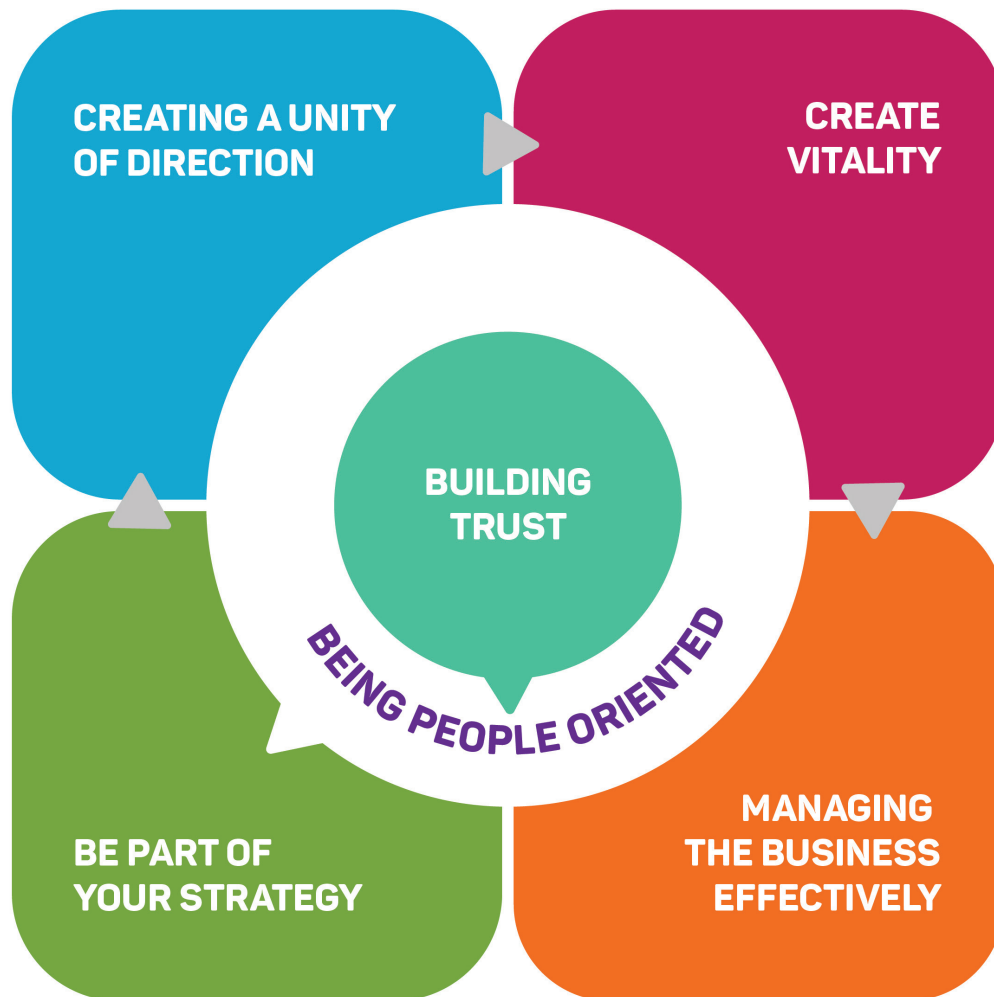 CREATING A UNITY
OF DIRECTION
CREATE
VITALITY
BUILDING
TRUST
BEING PEOPLE ORIENTED
BE PART OF
YOUR STRATEGY
MANAGING
THE BUSINESS
EFFECTIVELY